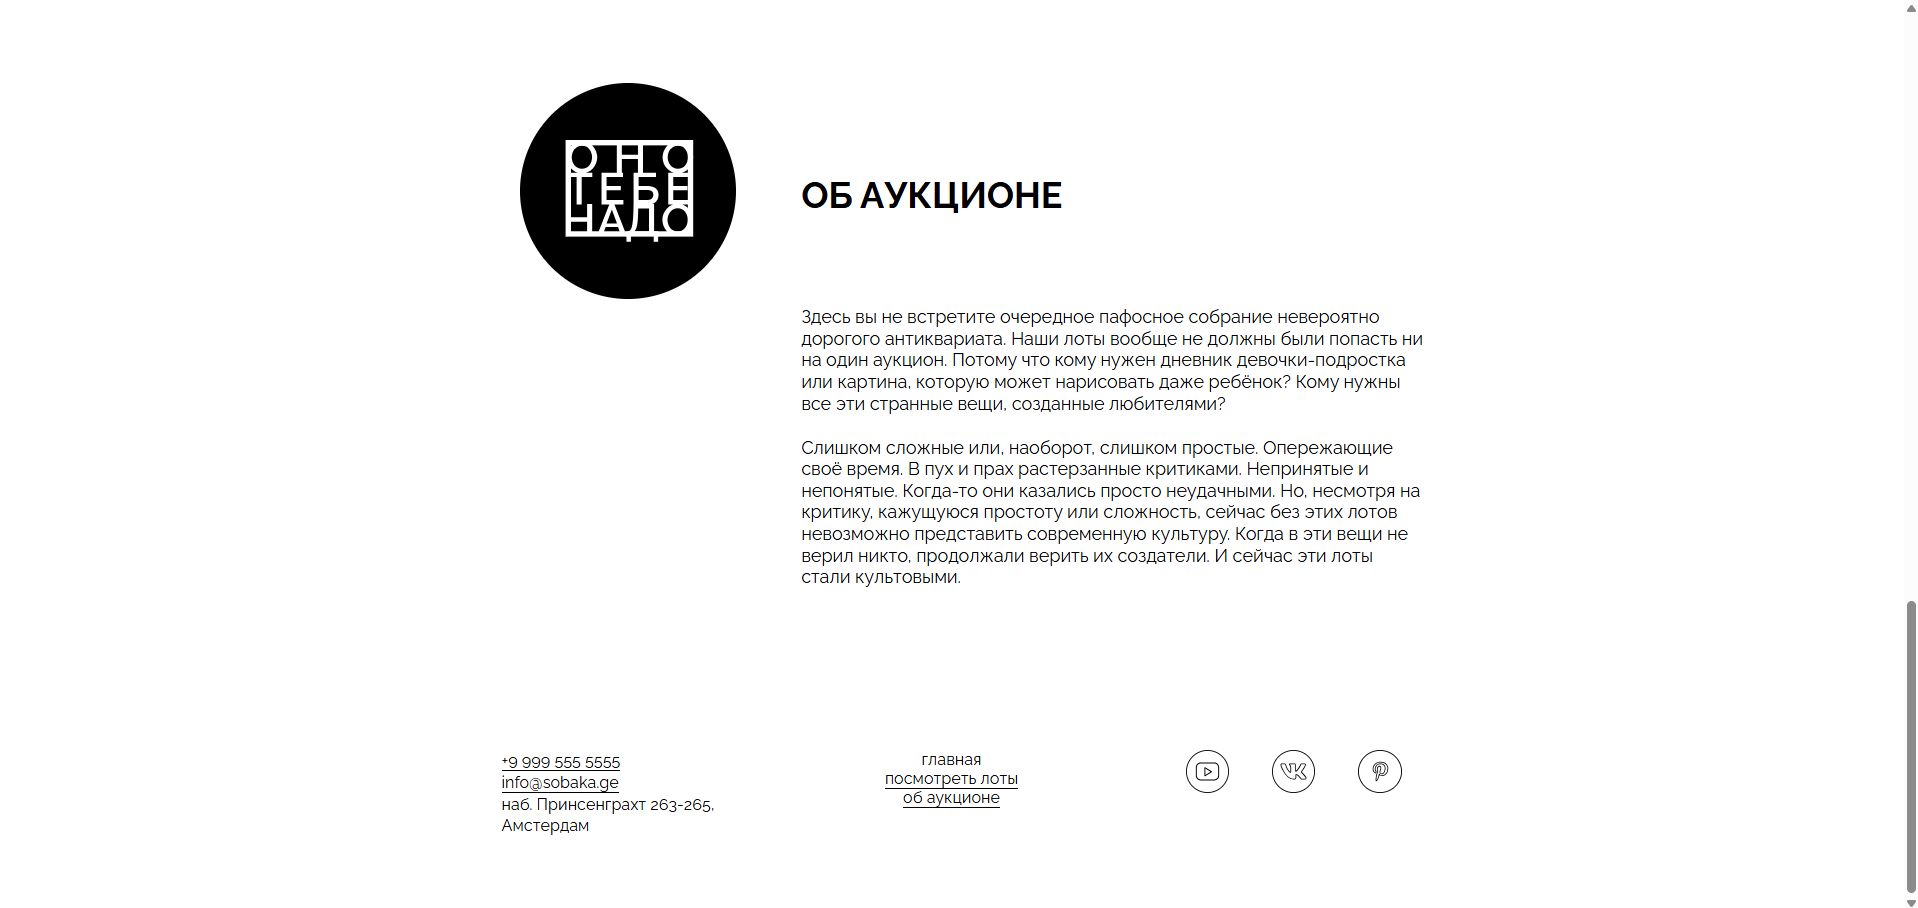 ОНО
ТЕБЕ
НАДО
ОБ АУКЦИОНЕ
Здесь вы не встретите очередное пафосное собрание невероятно
дорогого антиквариата. Наши лоты вообще не должны были попасть ни
на один аукцион. Потому что кому нужен дневник девочки-подростка
или картина, которую может нарисовать даже ребёнок? Кому нужны
все эти странные вещи, созданные любителями?
Слишком сложные или, наоборот, слишком простые. Опережающие
своё время. В пух и прах растерзанные критиками. Непринятые и
непонятые. Когда-то они казались просто неудачными. Но, несмотря на
критику, кажущуюся простоту или сложность, сейчас без этих лотов
невозможно представить современную культуру. Когда в эти вещи не
верил никто, продолжали верить их создатели. И сейчас эти лоты
стали культовыми.
+9 999 555 5555
info@sobaka.ge
наб. Принсенграхт 263-265,
Амстердам
главная
посмотреть лоты
об аукционе